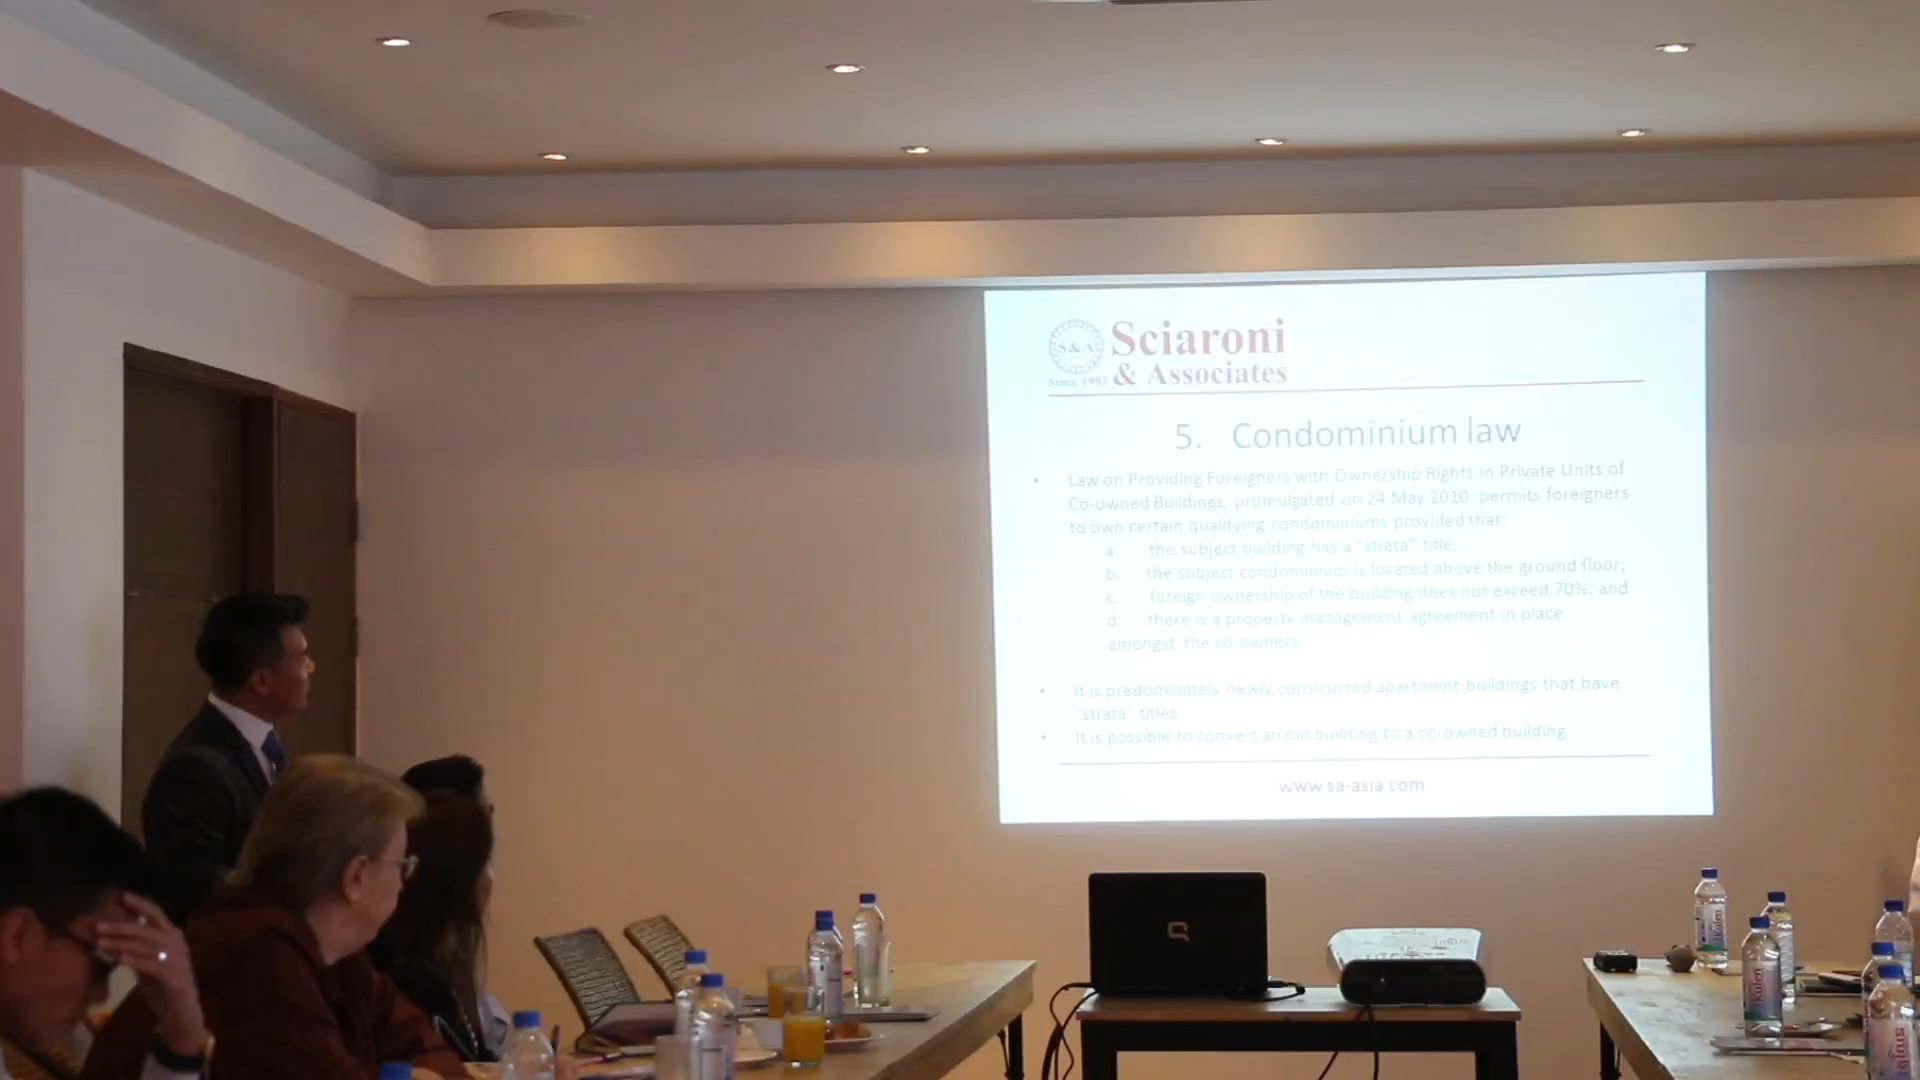 S&A
Since 1993
Sciaroni
& Associates
5. Condominium law
• Law on Providing Foreigners with Ownership Rights in Private Units of
Co-owned Buildings, promulgated on 24 May 2010, permits foreigners
to own certain qualifying condominiums provided that:
a. the subject building has a "strata" title;
b. the subject condominium is located above the ground floor;
c. foreign ownership of the building does not exceed 70%; and
d. there is a property management agreement in place
amongst the co-owners.
• It is predominately newly constructed apartment buildings that have
"strata" titles
• It is possible to convert an old building to a co-owned building.
www.sa-asia.com